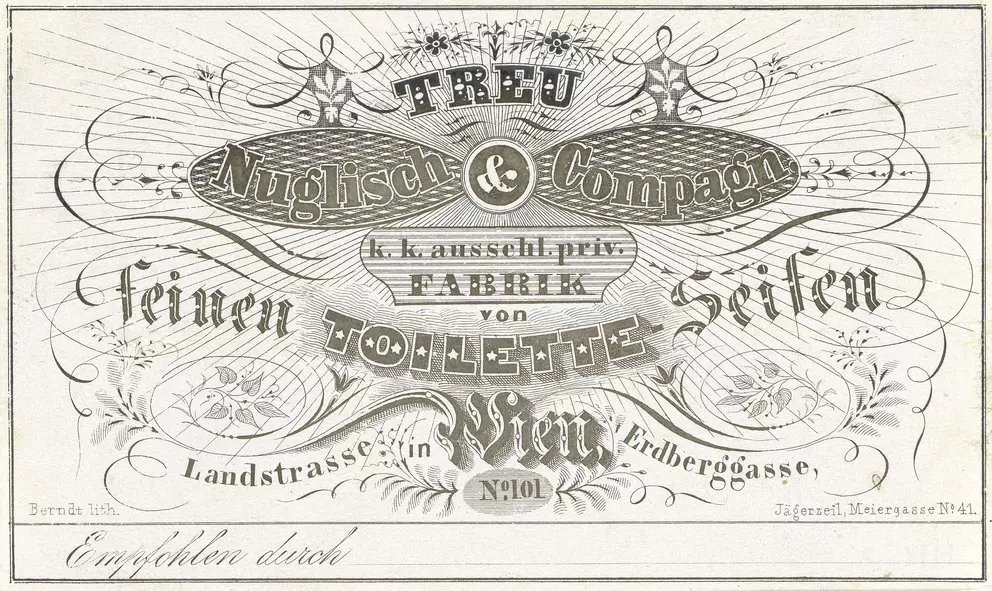 TREU
Nuglisch & Compagn.
k. k. ausschl. priv.
FABRIK
von
feinen TOILETTE-Seifen
in Wien,
Landstrasse Erdberggasse,
No. 101
Berndt lith.
Jägerzeil, Meiergasse No 41.
Empfohlen durch